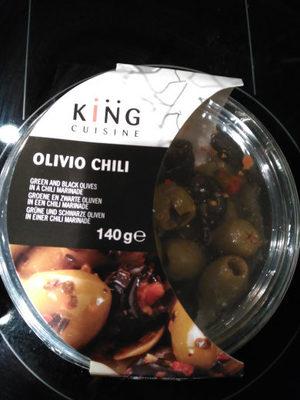 KiNG
CUISINE
OLIVIO CHILI
GREEN AND BLACK OLIVES
IN A CHILI MARINADE
GROENE EN ZWARTE OLIJVEN
IN EEN CHILI MARINADE
GRÜNE UND SCHWARZE OLIVEN
IN EINER CHILI MARINADE
140g℮